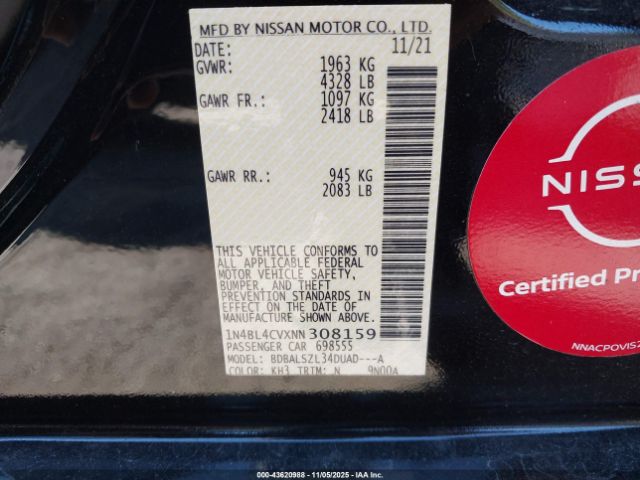 MFD BY NISSAN MOTOR CO., LTD.
DATE: 11/21
GVWR: 1963 KG
4328 LB
GAWR FR.: 1097 KG
2418 LB
GAWR RR.: 945 KG
2083 LB
THIS VEHICLE CONFORMS TO
ALL APPLICABLE FEDERAL
MOTOR VEHICLE SAFETY,
BUMPER, AND THEFT
PREVENTION STANDARDS IN
EFFECT ON THE DATE OF
MANUFACTURE SHOWN ABOVE.
1N4BL4CVXNN308159
PASSENGER CAR 698555
MODEL: BDBALSZL34DUAD---A
COLOR: KH3 TRIM: N 9N00A
NISS
Certified Pr
NNACPOVIS2
000-43620988 11/05/2025 IAA Inc.